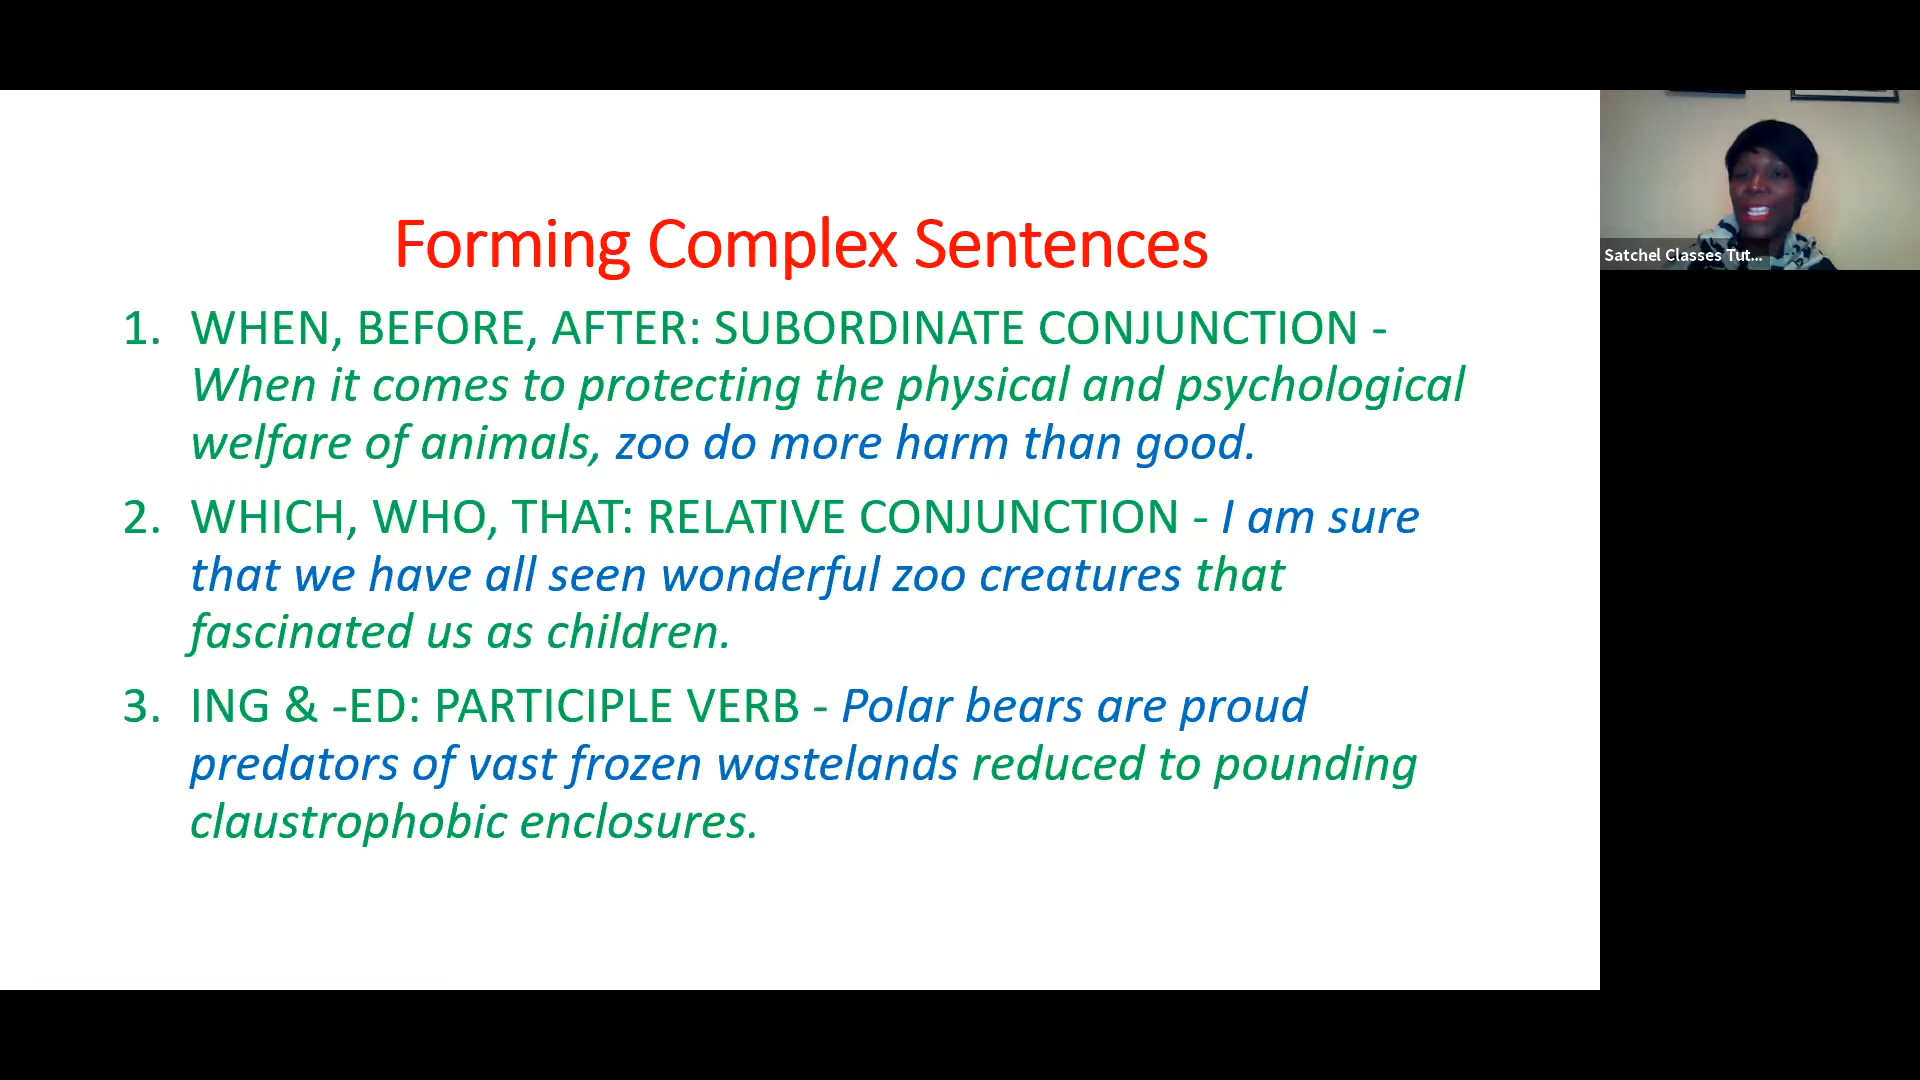 Forming Complex Sentences
1. WHEN, BEFORE, AFTER: SUBORDINATE CONJUNCTION -
When it comes to protecting the physical and psychological
welfare of animals, zoo do more harm than good.
2. WHICH, WHO, THAT: RELATIVE CONJUNCTION - I am sure
that we have all seen wonderful zoo creatures that
fascinated us as children.
3. ING & -ED: PARTICIPLE VERB - Polar bears are proud
predators of vast frozen wastelands reduced to pounding
claustrophobic enclosures.
Satchel Classes Tut...